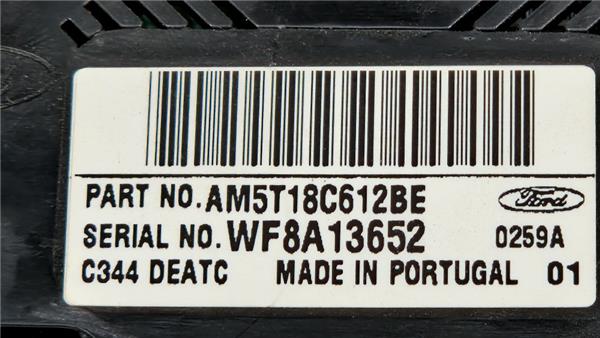 PART NO. AM5T18C612BE Ford
SERIAL NO. WF8A13652 0259A
C344 DEATC MADE IN PORTUGAL 01